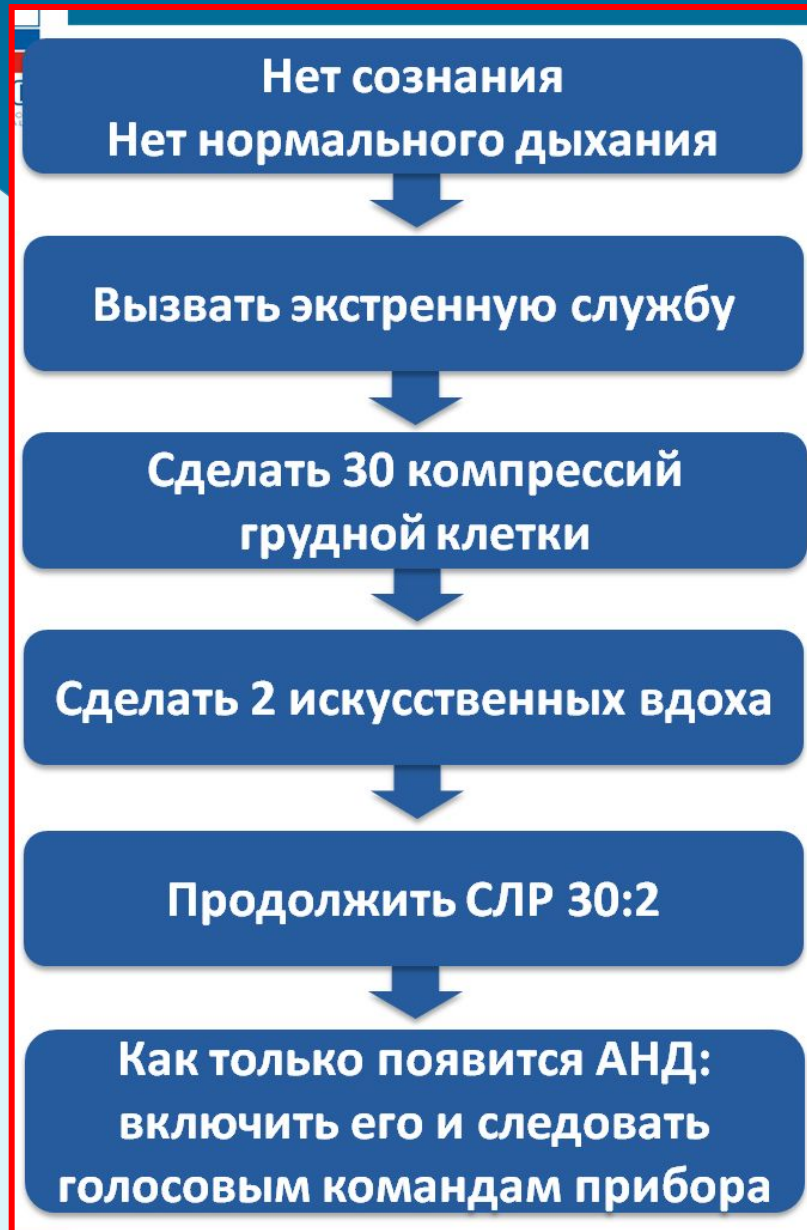 Нет сознания
Нет нормального дыхания
Вызвать экстренную службу
Сделать 30 компрессий
грудной клетки
Сделать 2 искусственных вдоха
Продолжить СЛР 30:2
Как только появится АНД:
включить его и следовать
голосовым командам прибора